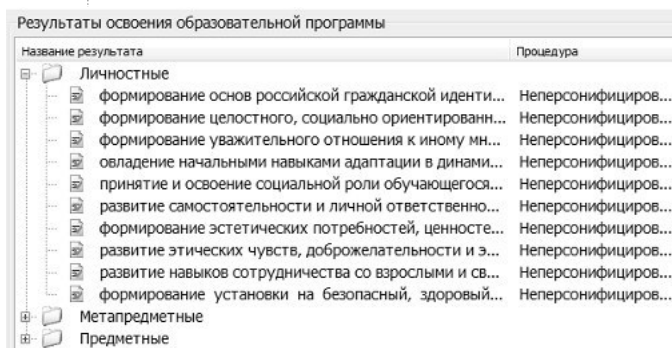 Результаты освоения образовательной программы
Название результата Процедура
Личностные
формирование основ российской гражданской иденти... Неперсонифициров...
формирование целостного, социально ориентированн... Неперсонифициров...
формирование уважительного отношения к иному мн... Неперсонифициров...
овладение начальными навыками адаптации в динами... Неперсонифициров...
принятие и освоение социальной роли обучающегося... Неперсонифициров...
развитие самостоятельности и личной ответственно... Неперсонифициров...
формирование эстетических потребностей, ценносте... Неперсонифициров...
развитие этических чувств, доброжелательности и э... Неперсонифициров...
развитие навыков сотрудничества со взрослыми и св... Неперсонифициров...
формирование установки на безопасный, здоровый... Неперсонифициров...
Метапредметные
Предметные